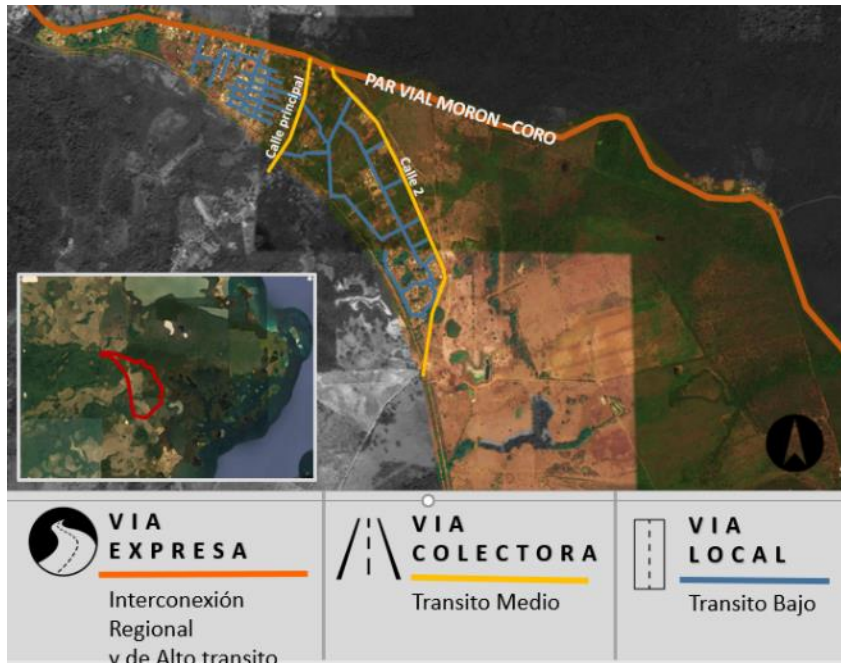 PAR VIAL MORON –CORO
Calle principal
Calle 2
VIA
EXPRESA
Interconexión
Regional
y de Alto transito
VIA
COLECTORA
Transito Medio
VIA
LOCAL
Transito Bajo